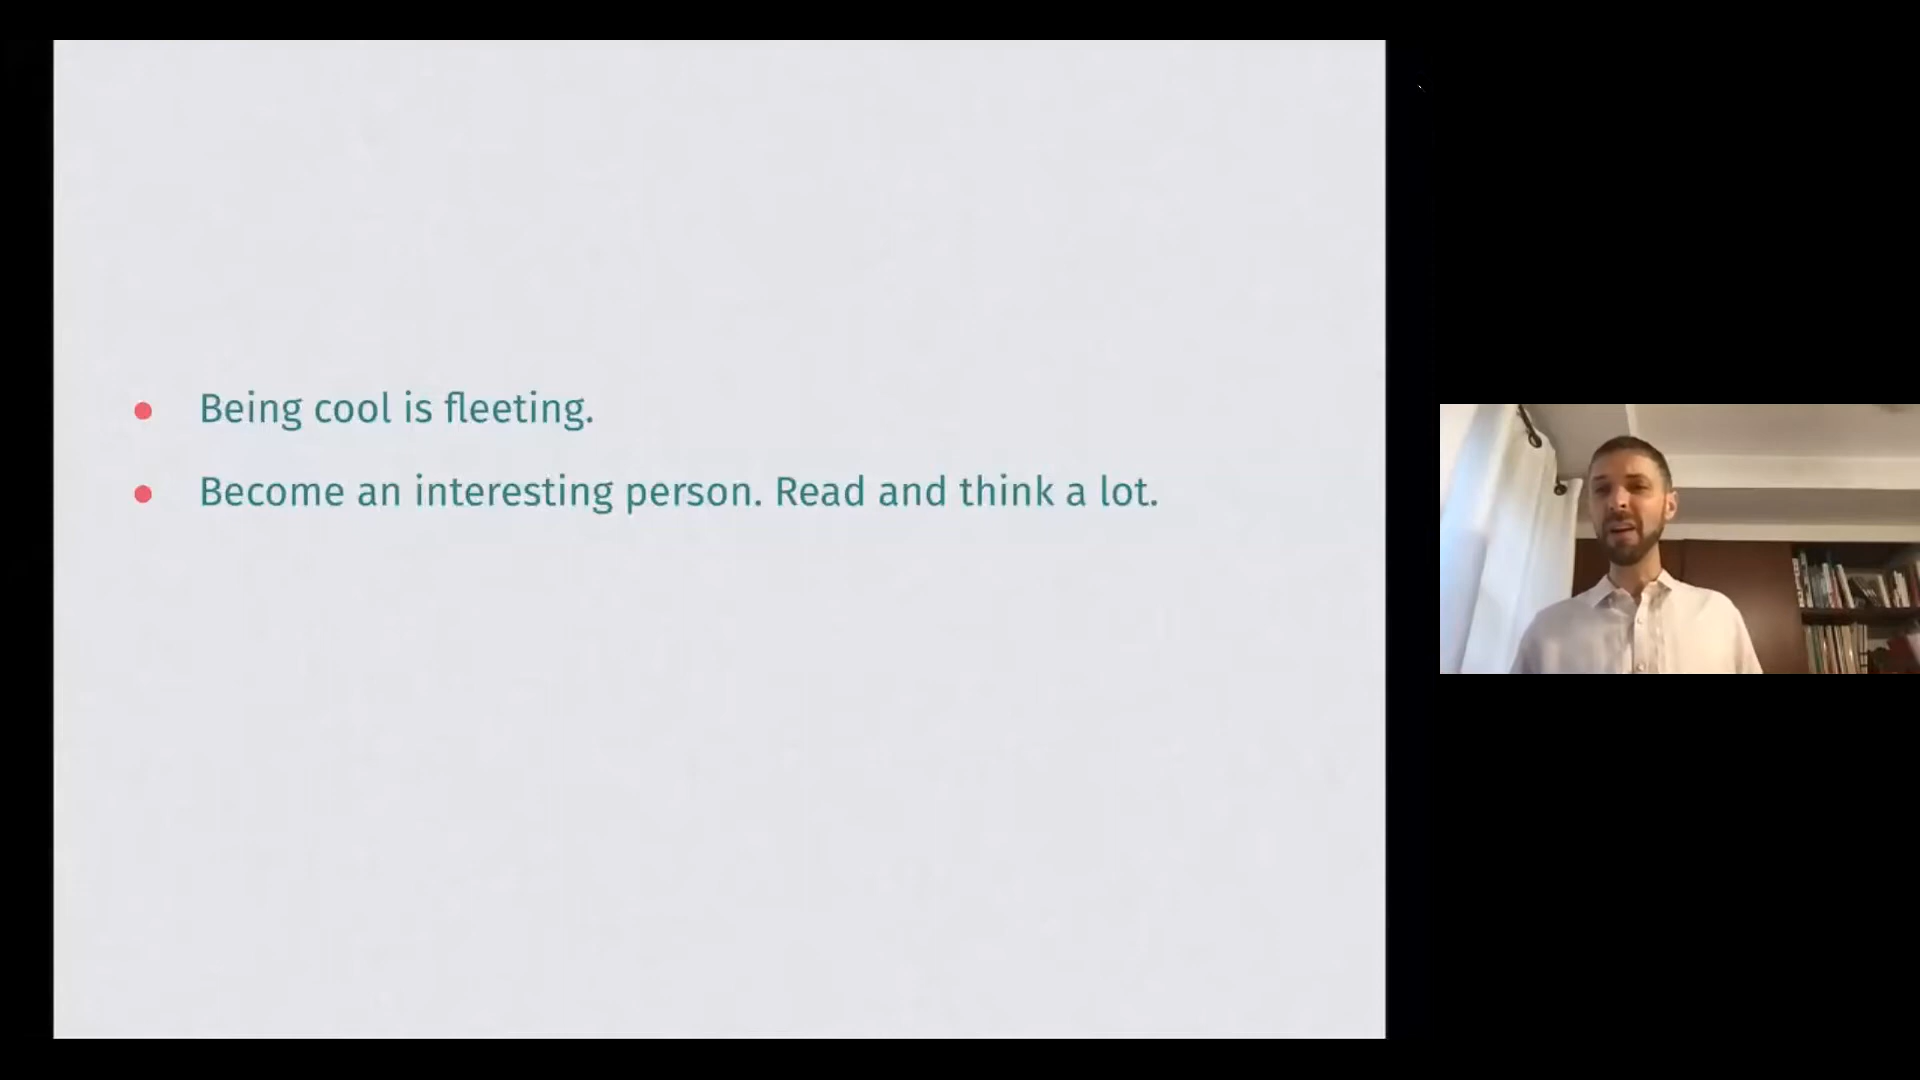 Being cool is fleeting.
Become an interesting person. Read and think a lot.